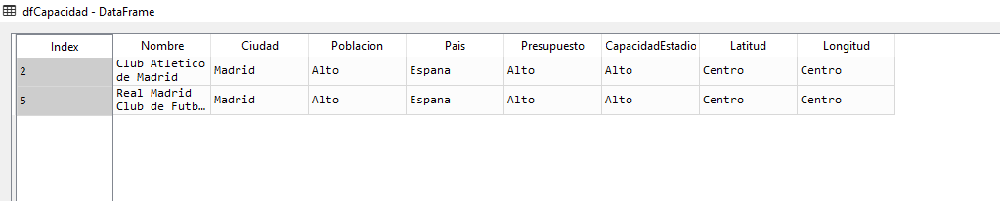 dfCapacidad - DataFrame
Index Nombre Ciudad Poblacion Pais Presupuesto CapacidadEstadio Latitud Longitud
2 Club Atletico de Madrid Madrid Alto Espana Alto Alto Centro Centro
5 Real Madrid Club de Futb… Madrid Alto Espana Alto Alto Centro Centro